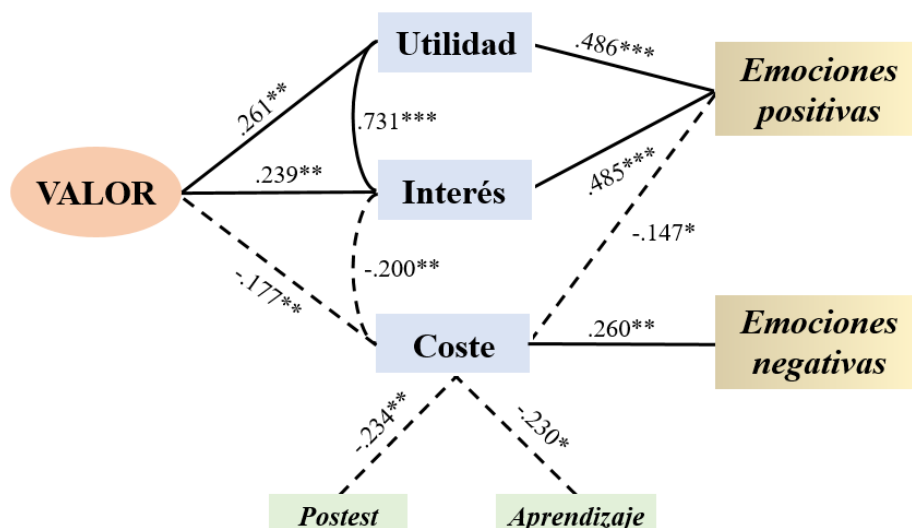 Utilidad
.486***
Emociones
positivas
.261**
.731***
.239**
Interés
.485***
VALOR
-.147*
-.200**
-.177**
Coste
.260**
Emociones
negativas
-.234**
-.230*
Postest
Aprendizaje